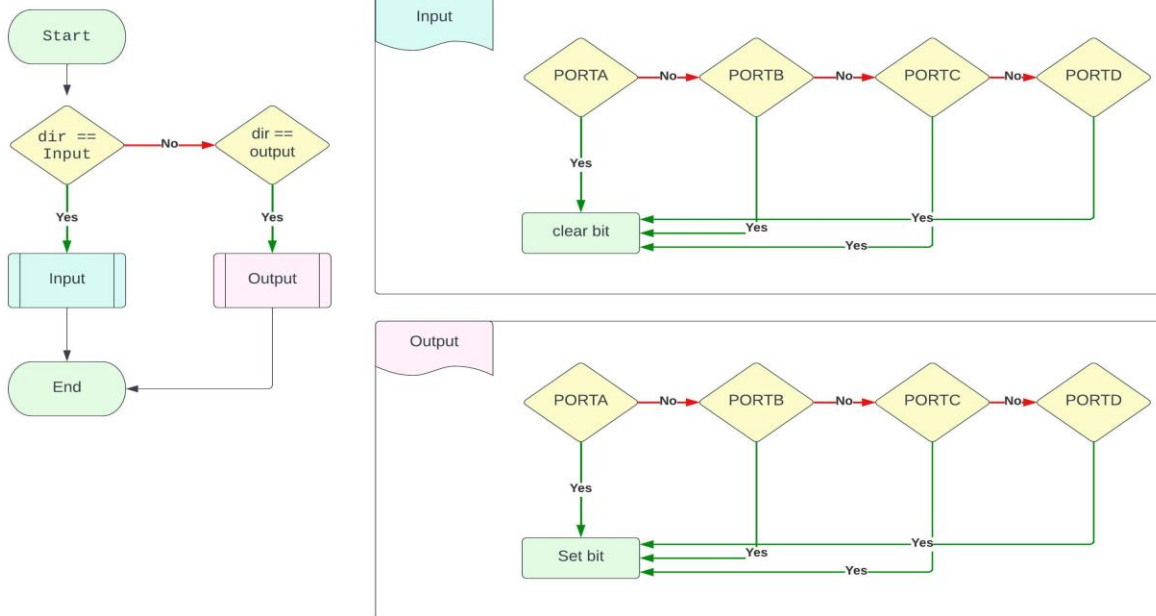 Start
dir ==
Input
No
dir ==
output
Yes
Yes
Input
Output
End
Input
PORTA
No
PORTB
No
PORTC
No
PORTD
Yes
clear bit
Yes
Yes
Yes
Output
PORTA
No
PORTB
No
PORTC
No
PORTD
Yes
Set bit
Yes
Yes
Yes